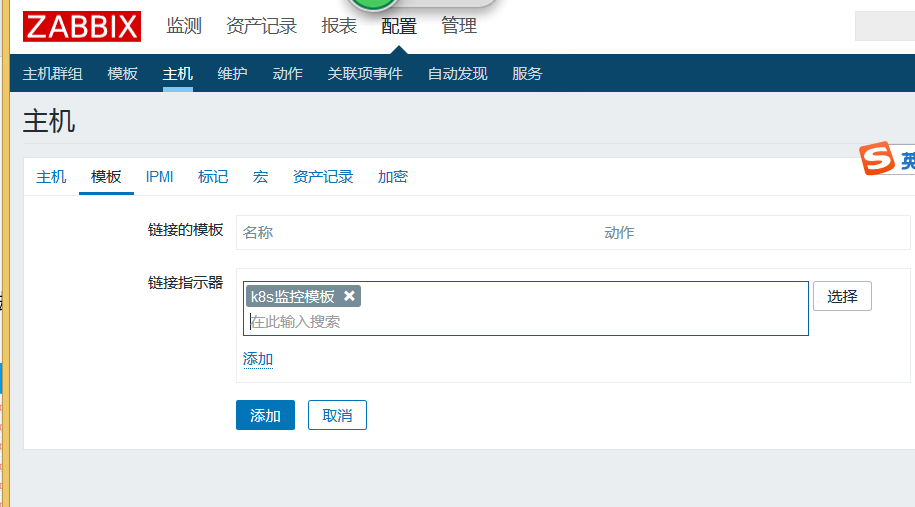 ZABBIX 监测 资产记录 报表 配置 管理
主机群组 模板 主机 维护 动作 关联项事件 自动发现 服务
主机
主机 模板 IPMI 标记 宏 资产记录 加密
链接的模板 名称 动作
链接指示器 k8s监控模板 选择
在此输入搜索
添加
添加 取消
S 英